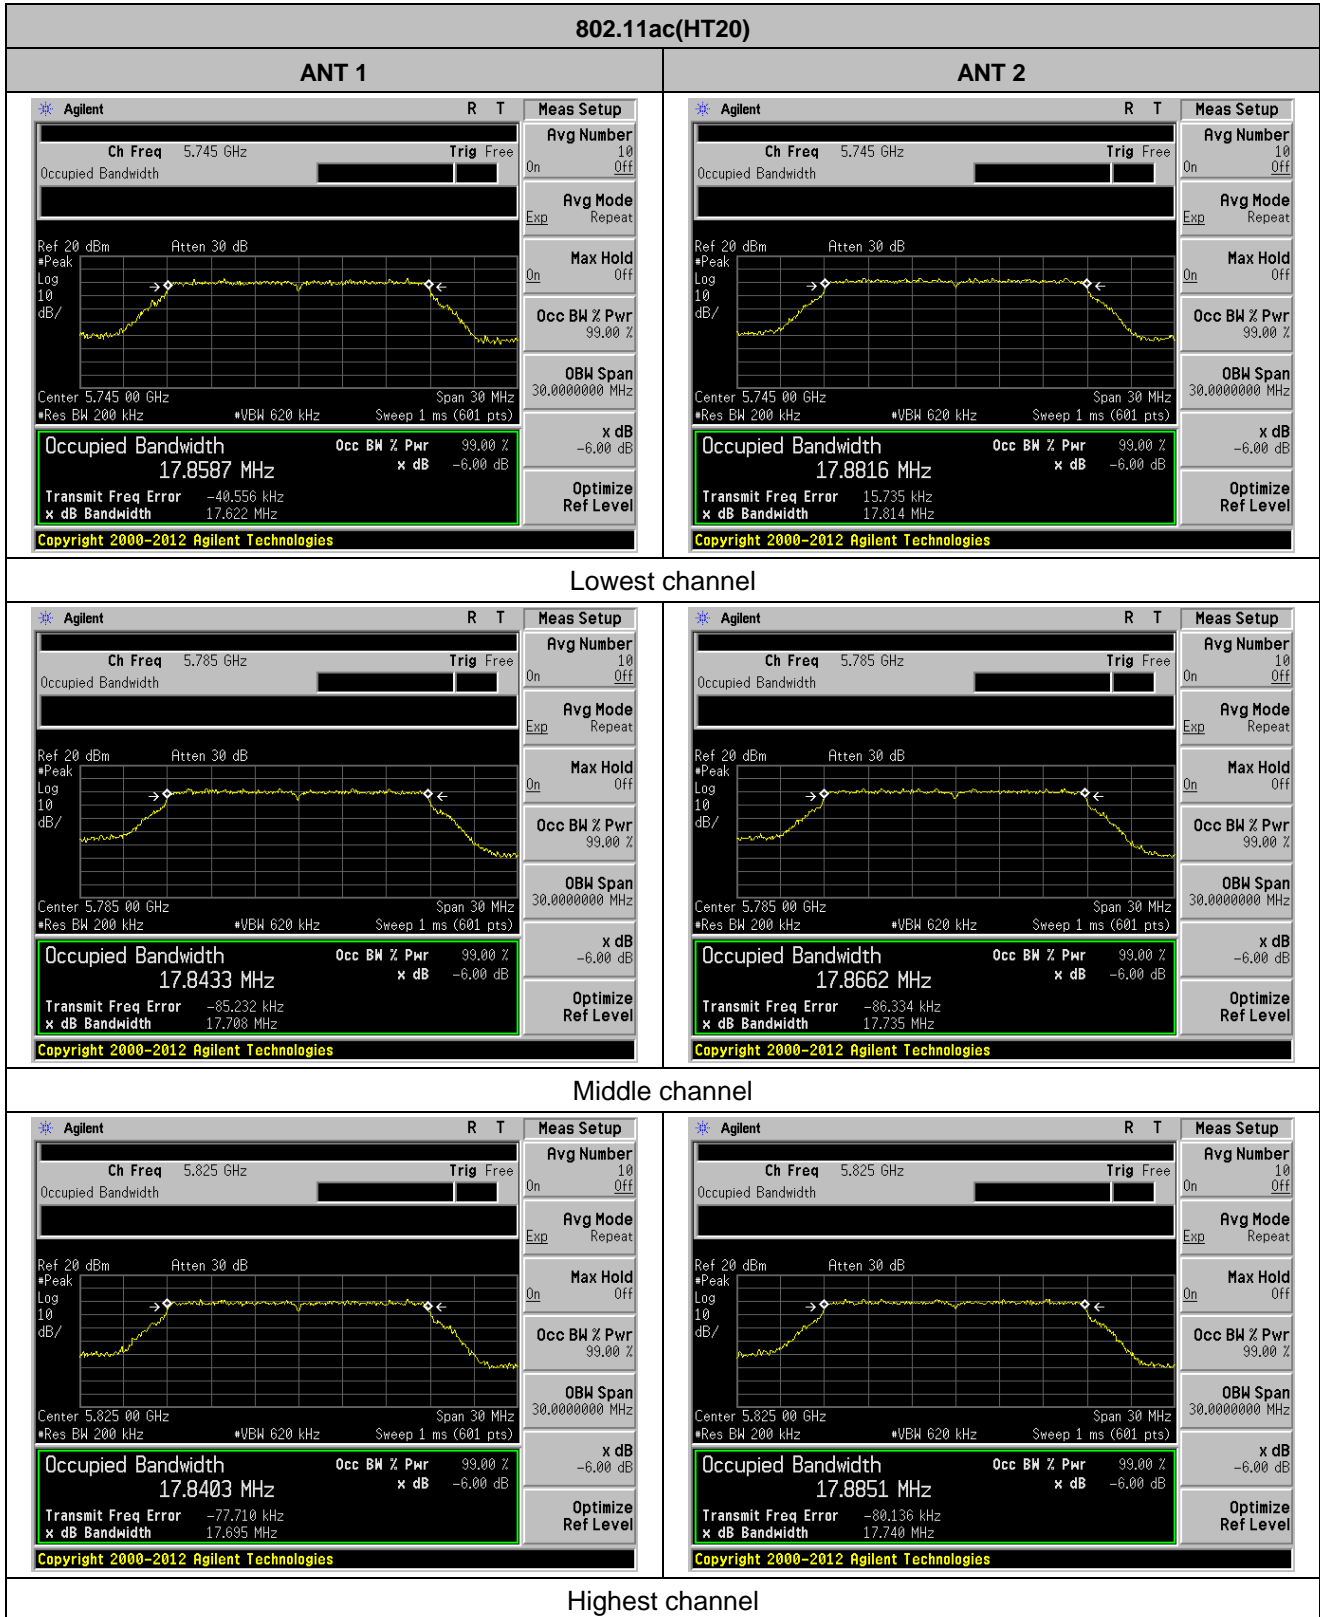 802.11ac(HT20)
ANT 1
ANT 2
Agilent R T Meas Setup
Ch Freq 5.745 GHz Trig Free
Occupied Bandwidth
Avg Number
10
On Off
Avg Mode
Exp Repeat
Max Hold
On Off
Occ BW % Pwr
99.00 %
OBW Span
30.0000000 MHz
x dB
-6.00 dB
Optimize
Ref Level
Ref 20 dBm Atten 30 dB
#Peak
Log
10
dB/
Center 5.745 00 GHz Span 30 MHz
#Res BW 200 kHz #VBW 620 kHz Sweep 1 ms (601 pts)
Occupied Bandwidth Occ BW % Pwr 99.00 %
17.8587 MHz x dB -6.00 dB
Transmit Freq Error -40.556 kHz
x dB Bandwidth 17.622 MHz
Copyright 2000-2012 Agilent Technologies
Agilent R T Meas Setup
Ch Freq 5.745 GHz Trig Free
Occupied Bandwidth
Avg Number
10
On Off
Avg Mode
Exp Repeat
Max Hold
On Off
Occ BW % Pwr
99.00 %
OBW Span
30.0000000 MHz
x dB
-6.00 dB
Optimize
Ref Level
Ref 20 dBm Atten 30 dB
#Peak
Log
10
dB/
Center 5.745 00 GHz Span 30 MHz
#Res BW 200 kHz #VBW 620 kHz Sweep 1 ms (601 pts)
Occupied Bandwidth Occ BW % Pwr 99.00 %
17.8816 MHz x dB -6.00 dB
Transmit Freq Error 15.735 kHz
x dB Bandwidth 17.814 MHz
Copyright 2000-2012 Agilent Technologies
Lowest channel
Agilent R T Meas Setup
Ch Freq 5.785 GHz Trig Free
Occupied Bandwidth
Avg Number
10
On Off
Avg Mode
Exp Repeat
Max Hold
On Off
Occ BW % Pwr
99.00 %
OBW Span
30.0000000 MHz
x dB
-6.00 dB
Optimize
Ref Level
Ref 20 dBm Atten 30 dB
#Peak
Log
10
dB/
Center 5.785 00 GHz Span 30 MHz
#Res BW 200 kHz #VBW 620 kHz Sweep 1 ms (601 pts)
Occupied Bandwidth Occ BW % Pwr 99.00 %
17.8433 MHz x dB -6.00 dB
Transmit Freq Error -85.232 kHz
x dB Bandwidth 17.708 MHz
Copyright 2000-2012 Agilent Technologies
Agilent R T Meas Setup
Ch Freq 5.785 GHz Trig Free
Occupied Bandwidth
Avg Number
10
On Off
Avg Mode
Exp Repeat
Max Hold
On Off
Occ BW % Pwr
99.00 %
OBW Span
30.0000000 MHz
x dB
-6.00 dB
Optimize
Ref Level
Ref 20 dBm Atten 30 dB
#Peak
Log
10
dB/
Center 5.785 00 GHz Span 30 MHz
#Res BW 200 kHz #VBW 620 kHz Sweep 1 ms (601 pts)
Occupied Bandwidth Occ BW % Pwr 99.00 %
17.8662 MHz x dB -6.00 dB
Transmit Freq Error -86.334 kHz
x dB Bandwidth 17.735 MHz
Copyright 2000-2012 Agilent Technologies
Middle channel
Agilent R T Meas Setup
Ch Freq 5.825 GHz Trig Free
Occupied Bandwidth
Avg Number
10
On Off
Avg Mode
Exp Repeat
Max Hold
On Off
Occ BW % Pwr
99.00 %
OBW Span
30.0000000 MHz
x dB
-6.00 dB
Optimize
Ref Level
Ref 20 dBm Atten 30 dB
#Peak
Log
10
dB/
Center 5.825 00 GHz Span 30 MHz
#Res BW 200 kHz #VBW 620 kHz Sweep 1 ms (601 pts)
Occupied Bandwidth Occ BW % Pwr 99.00 %
17.8403 MHz x dB -6.00 dB
Transmit Freq Error -77.710 kHz
x dB Bandwidth 17.695 MHz
Copyright 2000-2012 Agilent Technologies
Agilent R T Meas Setup
Ch Freq 5.825 GHz Trig Free
Occupied Bandwidth
Avg Number
10
On Off
Avg Mode
Exp Repeat
Max Hold
On Off
Occ BW % Pwr
99.00 %
OBW Span
30.0000000 MHz
x dB
-6.00 dB
Optimize
Ref Level
Ref 20 dBm Atten 30 dB
#Peak
Log
10
dB/
Center 5.825 00 GHz Span 30 MHz
#Res BW 200 kHz #VBW 620 kHz Sweep 1 ms (601 pts)
Occupied Bandwidth Occ BW % Pwr 99.00 %
17.8851 MHz x dB -6.00 dB
Transmit Freq Error -80.136 kHz
x dB Bandwidth 17.740 MHz
Copyright 2000-2012 Agilent Technologies
Highest channel